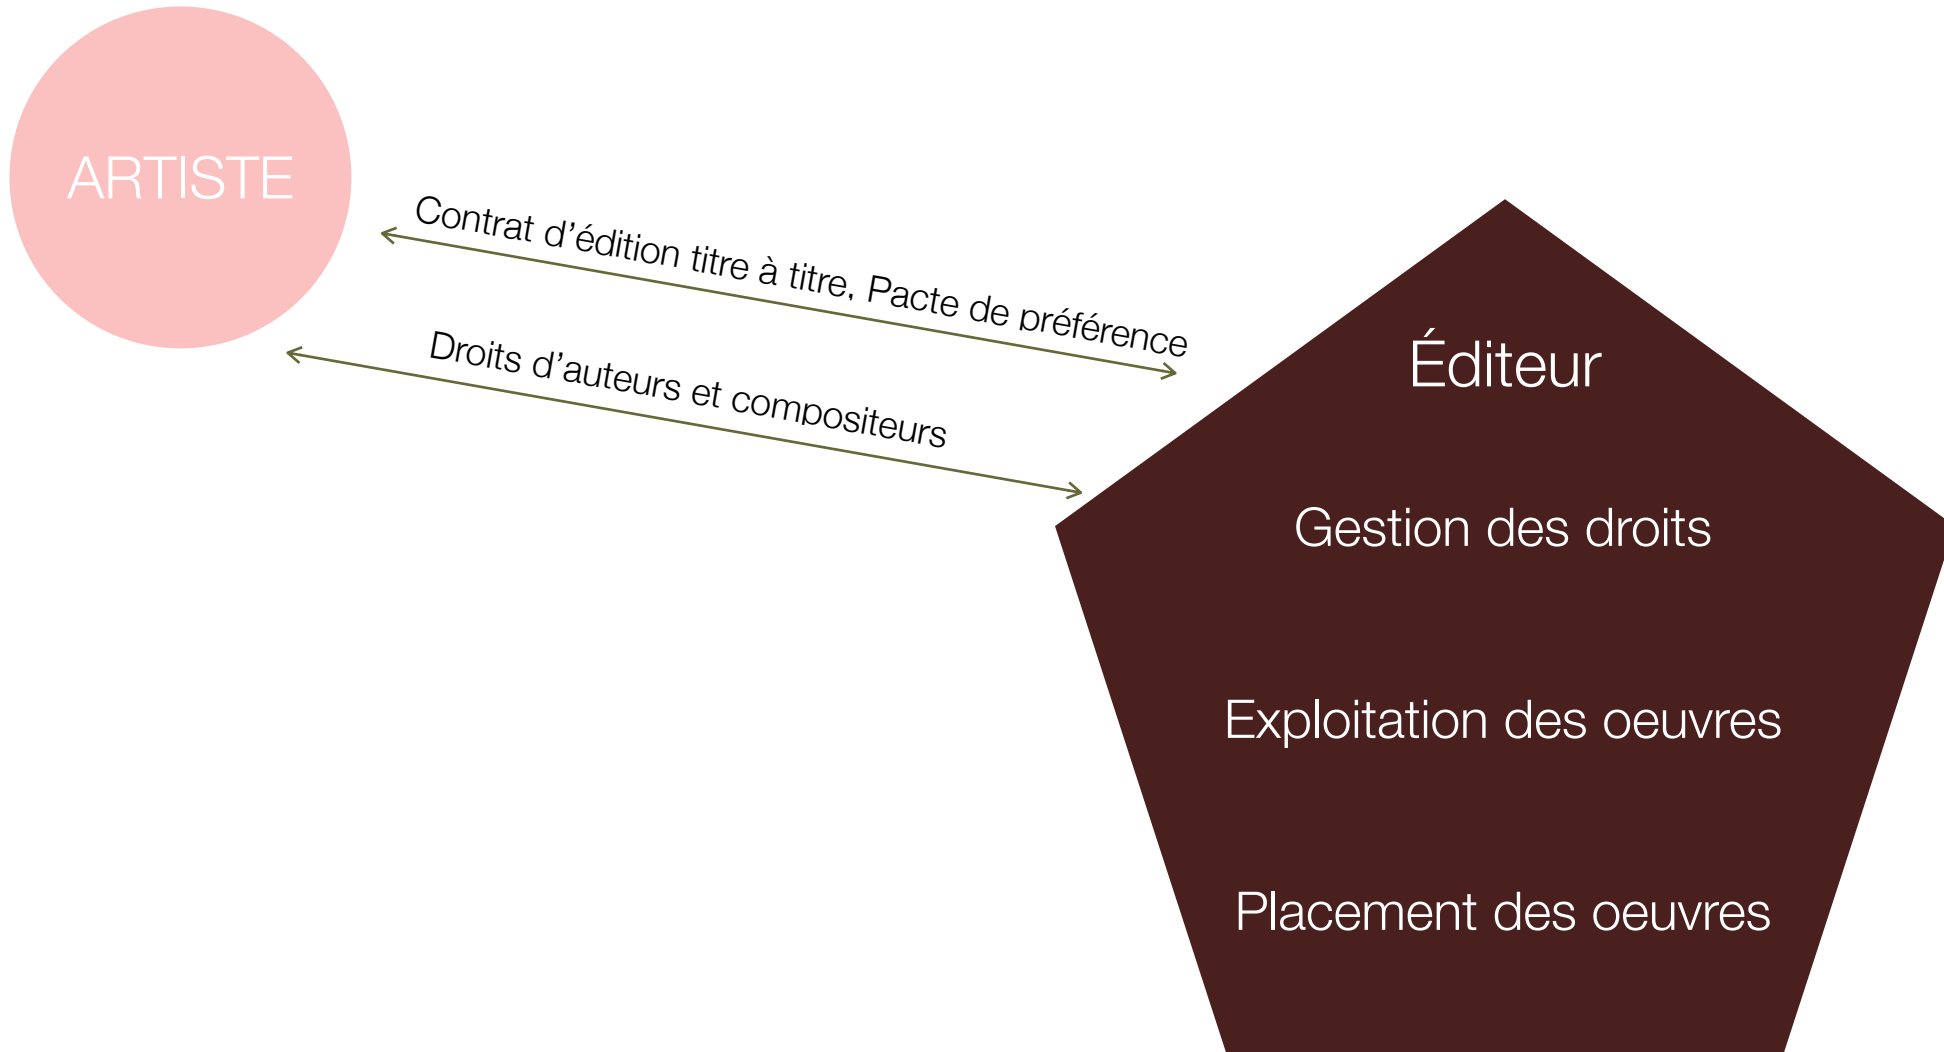 ARTISTE
Contrat d’édition titre à titre, Pacte de préférence
Droits d’auteurs et compositeurs
Éditeur
Gestion des droits
Exploitation des oeuvres
Placement des oeuvres